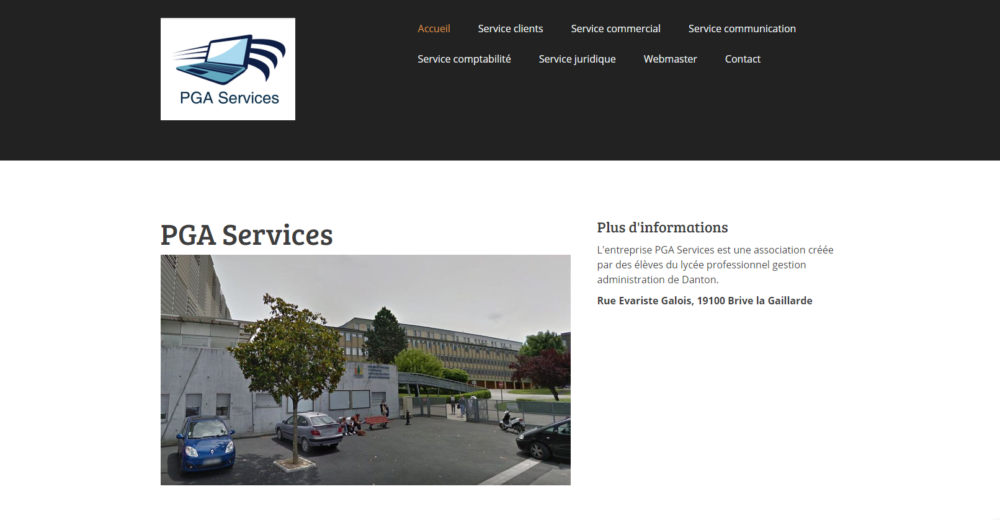 PGA Services
Accueil Service clients Service commercial Service communication
Service comptabilité Service juridique Webmaster Contact
PGA Services
Plus d'informations
L'entreprise PGA Services est une association créée
par des élèves du lycée professionnel gestion
administration de Danton.
Rue Evariste Galois, 19100 Brive la Gaillarde